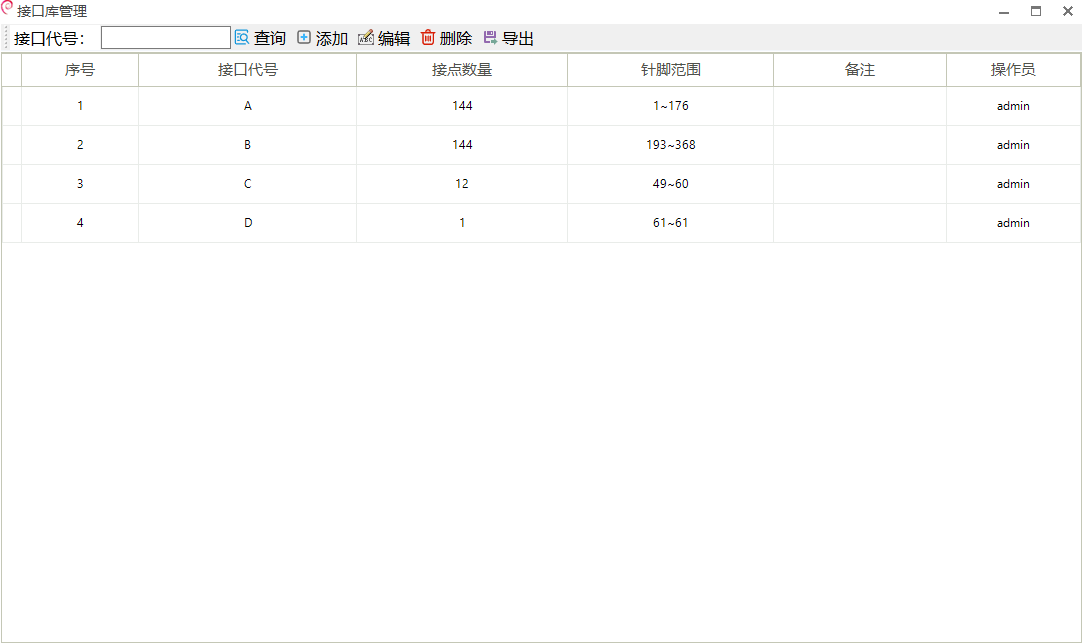 接口库管理
接口代号： 查询 添加 编辑 删除 导出
序号 接口代号 接点数量 针脚范围 备注 操作员
1 A 144 1~176 admin
2 B 144 193~368 admin
3 C 12 49~60 admin
4 D 1 61~61 admin